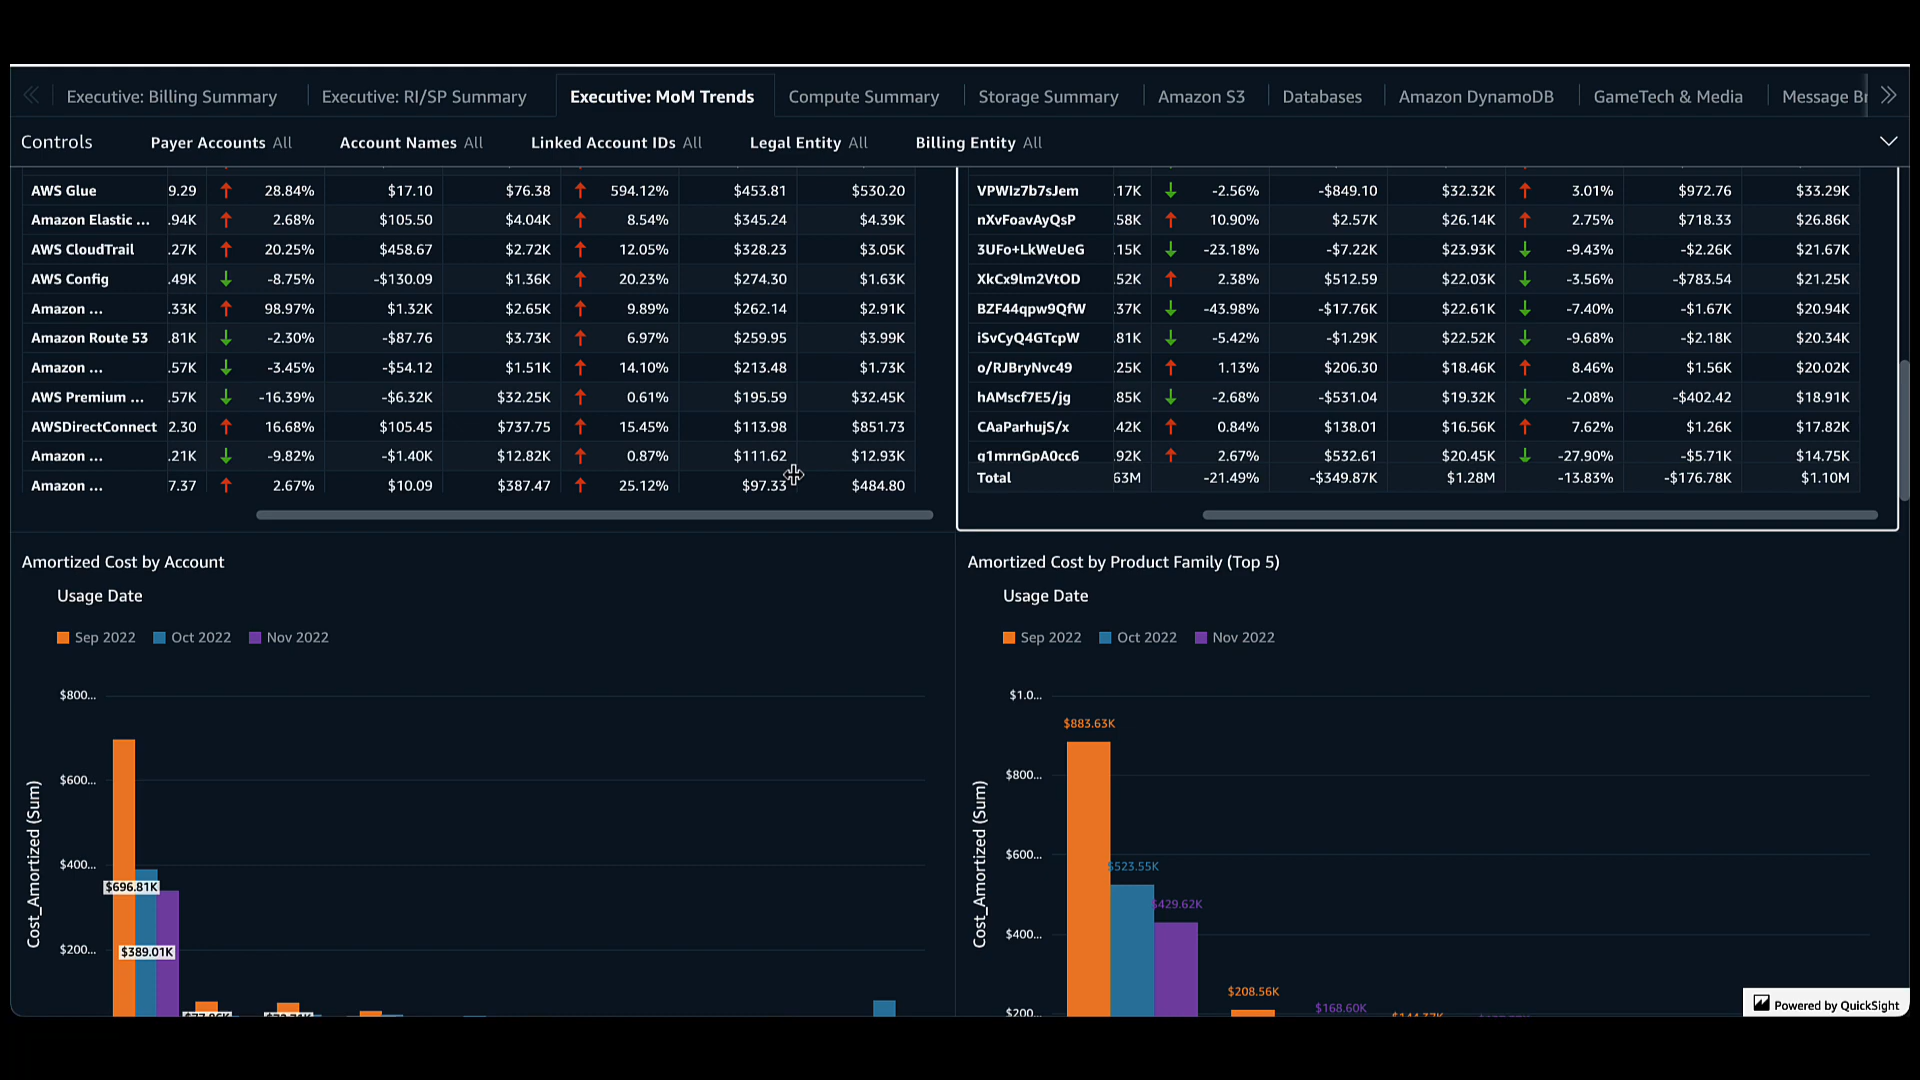 Executive: Billing Summary Executive: RI/SP Summary Executive: MoM Trends Compute Summary Storage Summary Amazon S3 Databases Amazon DynamoDB GameTech & Media Message Br
Controls Payer Accounts All Account Names All Linked Account IDs All Legal Entity All Billing Entity All
AWS Glue 9.29 28.84% $17.10 $76.38 594.12% $453.81 $530.20
Amazon Elastic ... .94K 2.68% $105.50 $4.04K 8.54% $345.24 $4.39K
AWS CloudTrail .27K 20.25% $458.67 $2.72K 12.05% $328.23 $3.05K
AWS Config .49K -8.75% -$130.09 $1.36K 20.23% $274.30 $1.63K
Amazon ... .33K 98.97% $1.32K $2.65K 9.89% $262.14 $2.91K
Amazon Route 53 .81K -2.30% -$87.76 $3.73K 6.97% $259.95 $3.99K
Amazon ... .57K -3.45% -$54.12 $1.51K 14.10% $213.48 $1.73K
AWS Premium ... .57K -16.39% -$6.32K $32.25K 0.61% $195.59 $32.45K
AWSDirectConnect 2.30 16.68% $105.45 $737.75 15.45% $113.98 $851.73
Amazon ... .21K -9.82% -$1.40K $12.82K 0.87% $111.62 $12.93K
Amazon ... 7.37 2.67% $10.09 $387.47 25.12% $97.33 $484.80
VPWIz7b7sJem .17K -2.56% -$849.10 $32.32K 3.01% $972.76 $33.29K
nXvFoavAyQsP .58K 10.90% $2.57K $26.14K 2.75% $718.33 $26.86K
3UFo+LkWeUeG .15K -23.18% -$7.22K $23.93K -9.43% -$2.26K $21.67K
XkCx9lm2VtOD .52K 2.38% $512.59 $22.03K -3.56% -$783.54 $21.25K
BZF44qpw9QfW .37K -43.98% -$17.76K $22.61K -7.40% -$1.67K $20.94K
iSvCyQ4GTcpW .81K -5.42% -$1.29K $22.52K -9.68% -$2.18K $20.34K
o/RJBryNvc49 .25K 1.13% $206.30 $18.46K 8.46% $1.56K $20.02K
hAMscf7E5/jg .85K -2.68% -$531.04 $19.32K -2.08% -$402.42 $18.91K
CAaParhujS/x .42K 0.84% $138.01 $16.56K 7.62% $1.26K $17.82K
q1mrnGpA0cc6 .92K 2.67% $532.61 $20.45K -27.90% -$5.71K $14.75K
Total 63M -21.49% -$349.87K $1.28M -13.83% -$176.78K $1.10M
Amortized Cost by Account
Usage Date
Sep 2022 Oct 2022 Nov 2022
$800...
$600...
$400...
$200...
Cost_Amortized (Sum)
$696.81K
$389.01K
Amortized Cost by Product Family (Top 5)
Usage Date
Sep 2022 Oct 2022 Nov 2022
$1.0...
$800...
$600...
$400...
$200...
Cost_Amortized (Sum)
$883.63K
$523.55K
$429.62K
$208.56K
$168.60K
Powered by QuickSight